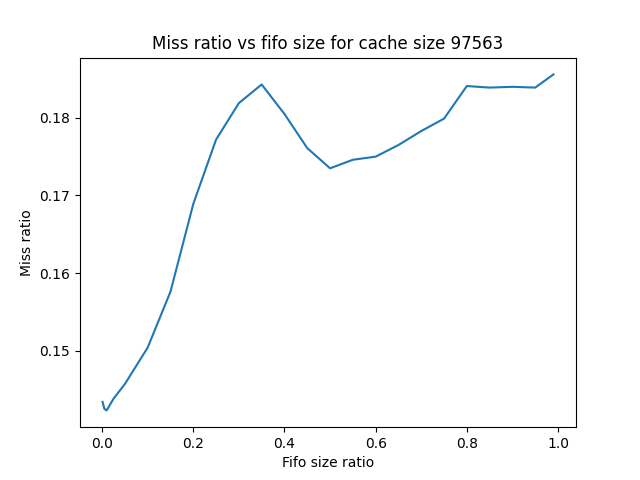 Miss ratio vs fifo size for cache size 97563
0.18
0.17
0.16
0.15
Miss ratio
0.0 0.2 0.4 0.6 0.8 1.0
Fifo size ratio